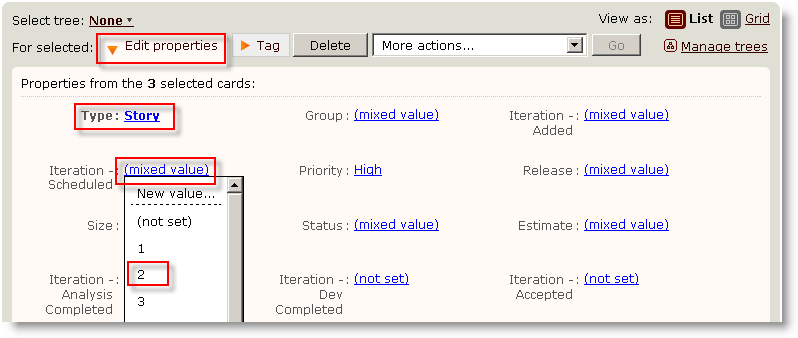 Select tree: None View as: List Grid
For selected: Edit properties Tag Delete More actions... Go Manage trees
Properties from the 3 selected cards:
Type: Story Group: (mixed value) Iteration -: (mixed value)
Added
Iteration -: (mixed value) Priority: High Release: (mixed value)
Scheduled
New value...
Size: (not set) Status: (mixed value) Estimate: (mixed value)
1
Iteration -: 2 Iteration -: (not set) Iteration -: (not set)
Analysis Dev Accepted
Completed 3 Completed